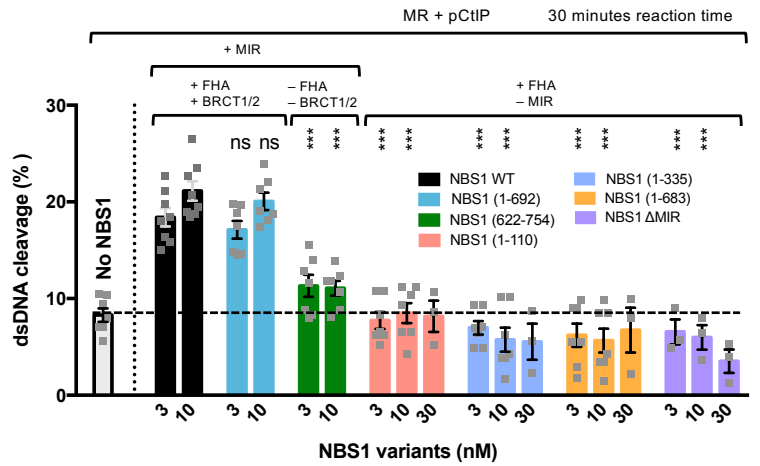 MR + pCtIP 30 minutes reaction time
+ MIR
+ FHA
+ BRCT1/2
– FHA
– BRCT1/2
+ FHA
– MIR
ns ns *** *** *** *** *** *** *** *** *** ***
NBS1 WT
NBS1 (1-692)
NBS1 (622-754)
NBS1 (1-110)
NBS1 (1-335)
NBS1 (1-683)
NBS1 ΔMIR
dsDNA cleavage (%)
30
20
10
0
No NBS1
3 10 3 10 3 10 3 10 30 3 10 30 3 10 30 3 10 30
NBS1 variants (nM)